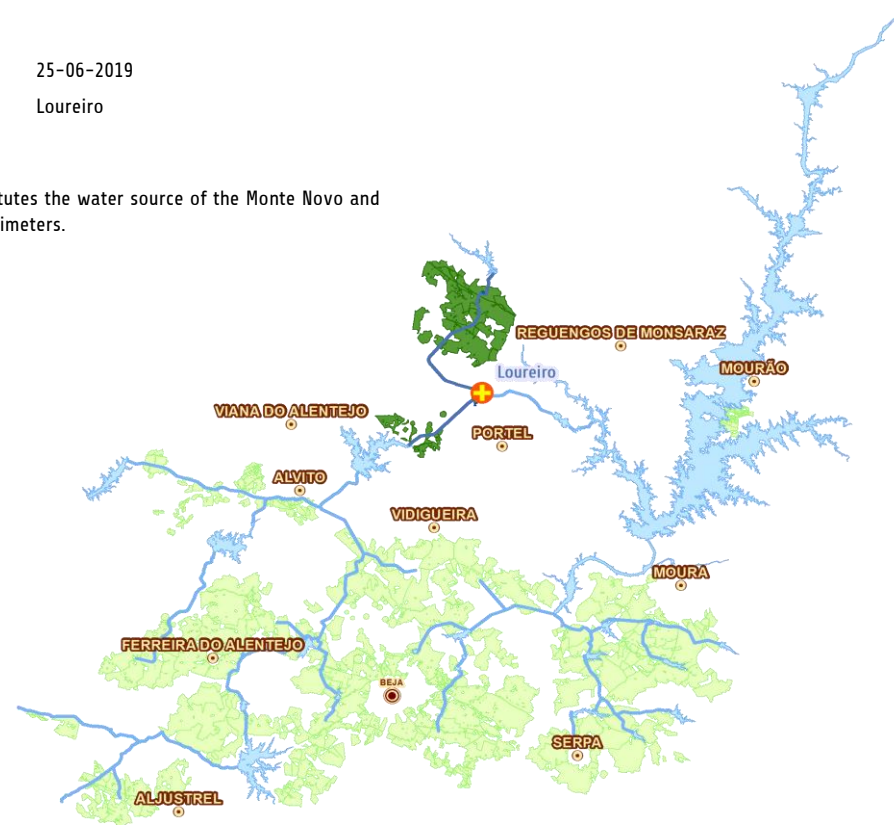 25-06-2019
Loureiro
tutes the water source of the Monte Novo and
imeters.
REGUENGOS DE MONSARAZ
MOURÃO
Loureiro
VIANA DO ALENTEJO
PORTEL
ALVITO
VIDIGUEIRA
MOURA
FERREIRA DO ALENTEJO
BEJA
SERPA
ALJUSTREL